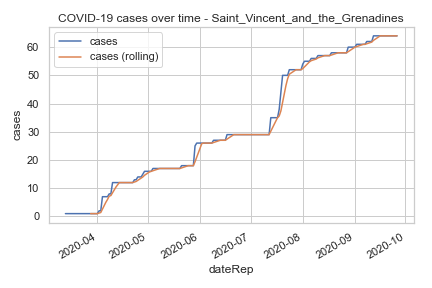 COVID-19 cases over time - Saint_Vincent_and_the_Grenadines
cases
cases (rolling)
60
50
40
30
20
10
0
cases
2020-04
2020-05
2020-06
2020-07
2020-08
2020-09
2020-10
dateRep